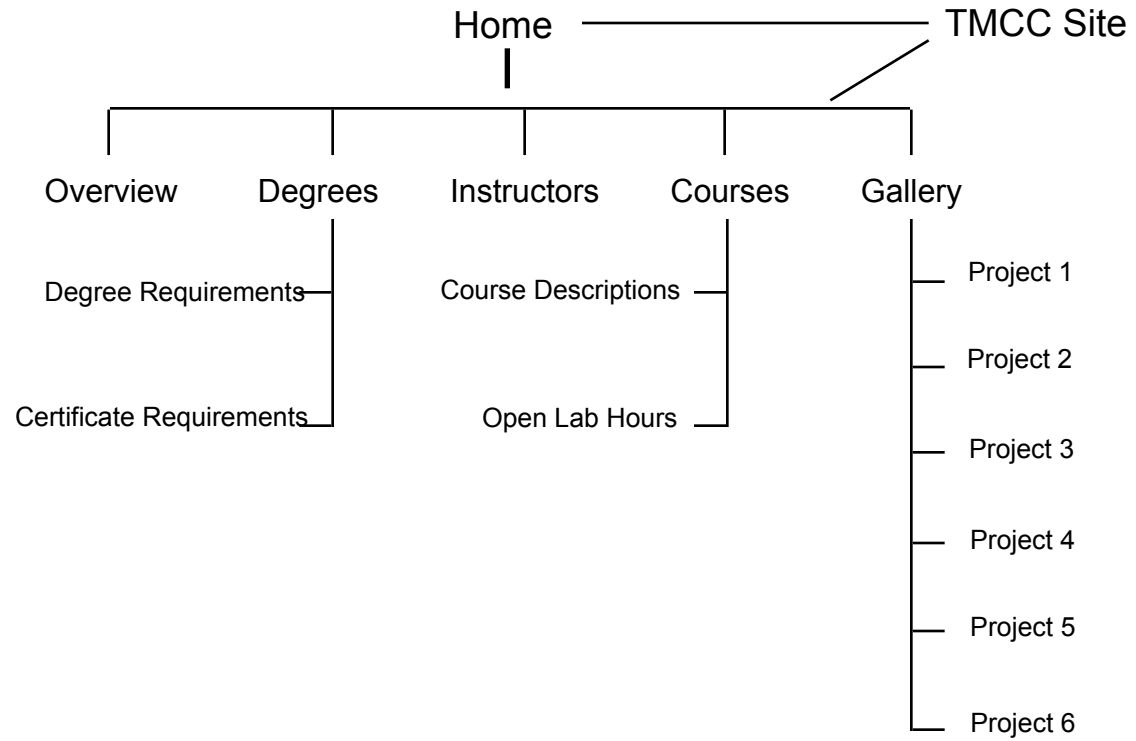 Home
TMCC Site
Overview
Degrees
Instructors
Courses
Gallery
Degree Requirements
Certificate Requirements
Course Descriptions
Open Lab Hours
Project 1
Project 2
Project 3
Project 4
Project 5
Project 6